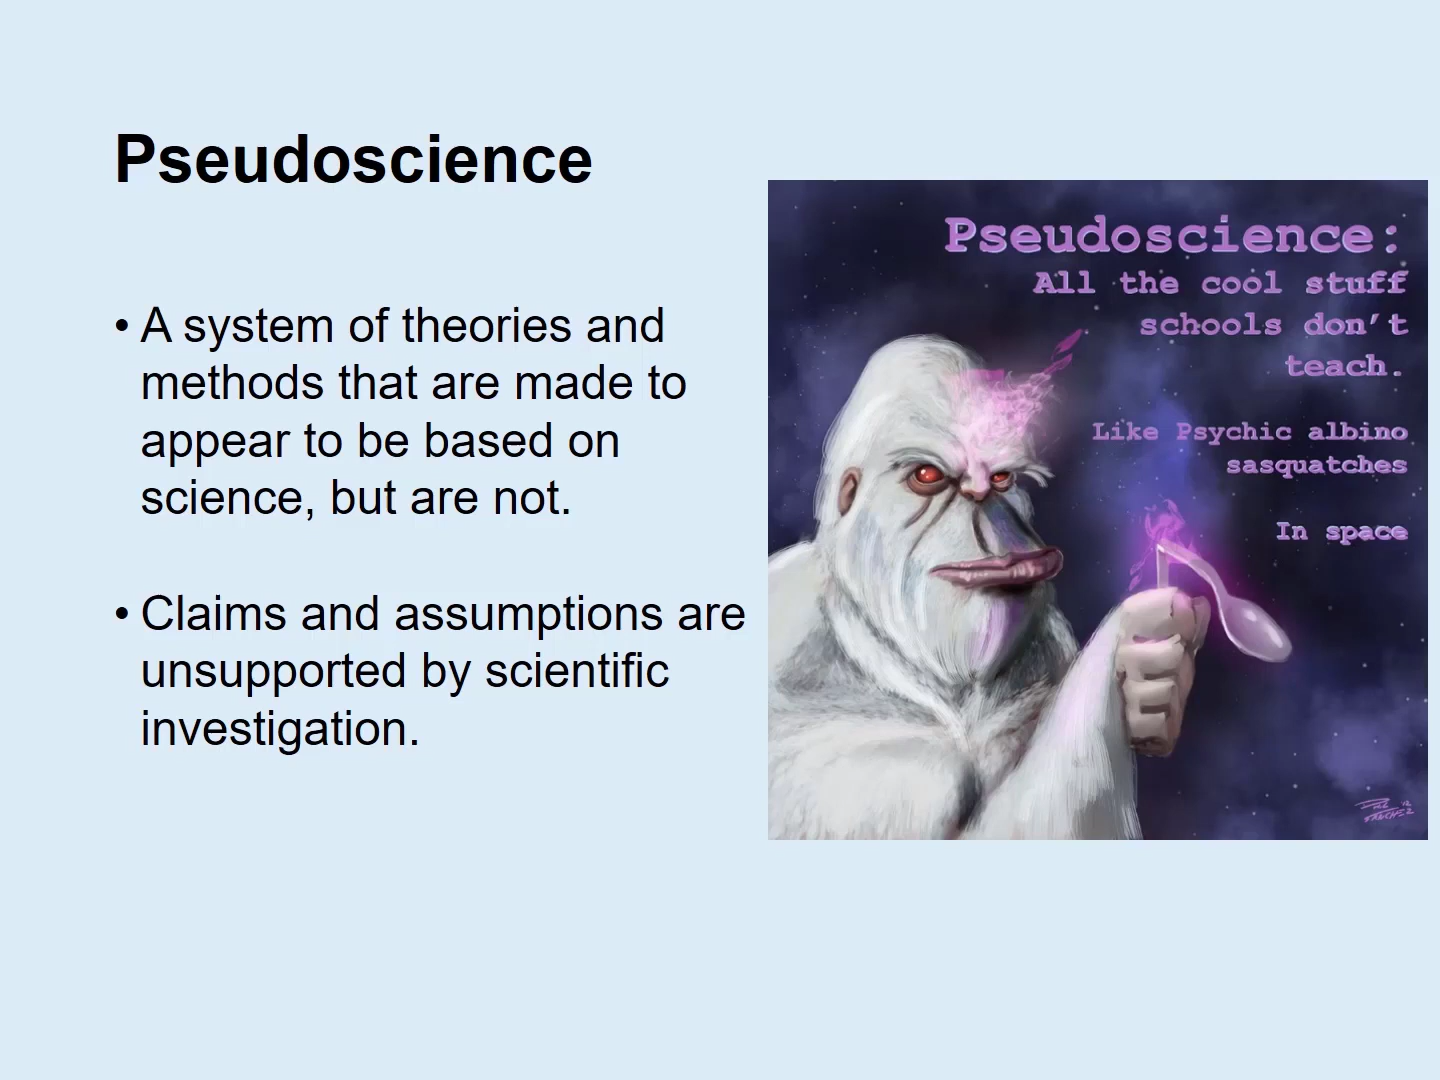 Pseudoscience
• A system of theories and
methods that are made to
appear to be based on
science, but are not.
• Claims and assumptions are
unsupported by scientific
investigation.
Pseudoscience:
All the cool stuff
schools don't
teach.
Like Psychic albino
sasquatches
In space